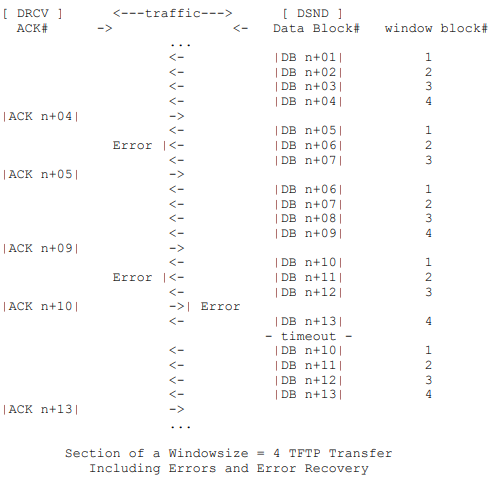 [ DRCV ]      <---traffic--->      [ DSND ]
  ACK#      ->               <-   Data Block#   window block#
                     ...
                     <-           |DB n+01|          1
                     <-           |DB n+02|          2
                     <-           |DB n+03|          3
                     <-           |DB n+04|          4
|ACK n+04|           ->
                     <-           |DB n+05|          1
              Error |<-           |DB n+06|          2
                     <-           |DB n+07|          3
|ACK n+05|           ->
                     <-           |DB n+06|          1
                     <-           |DB n+07|          2
                     <-           |DB n+08|          3
                     <-           |DB n+09|          4
|ACK n+09|           ->
                     <-           |DB n+10|          1
              Error |<-           |DB n+11|          2
                     <-           |DB n+12|          3
|ACK n+10|           ->| Error
                     <-           |DB n+13|          4
                                 - timeout -
                     <-           |DB n+10|          1
                     <-           |DB n+11|          2
                     <-           |DB n+12|          3
                     <-           |DB n+13|          4
|ACK n+13|           ->
                     ...
Section of a Windowsize = 4 TFTP Transfer
Including Errors and Error Recovery